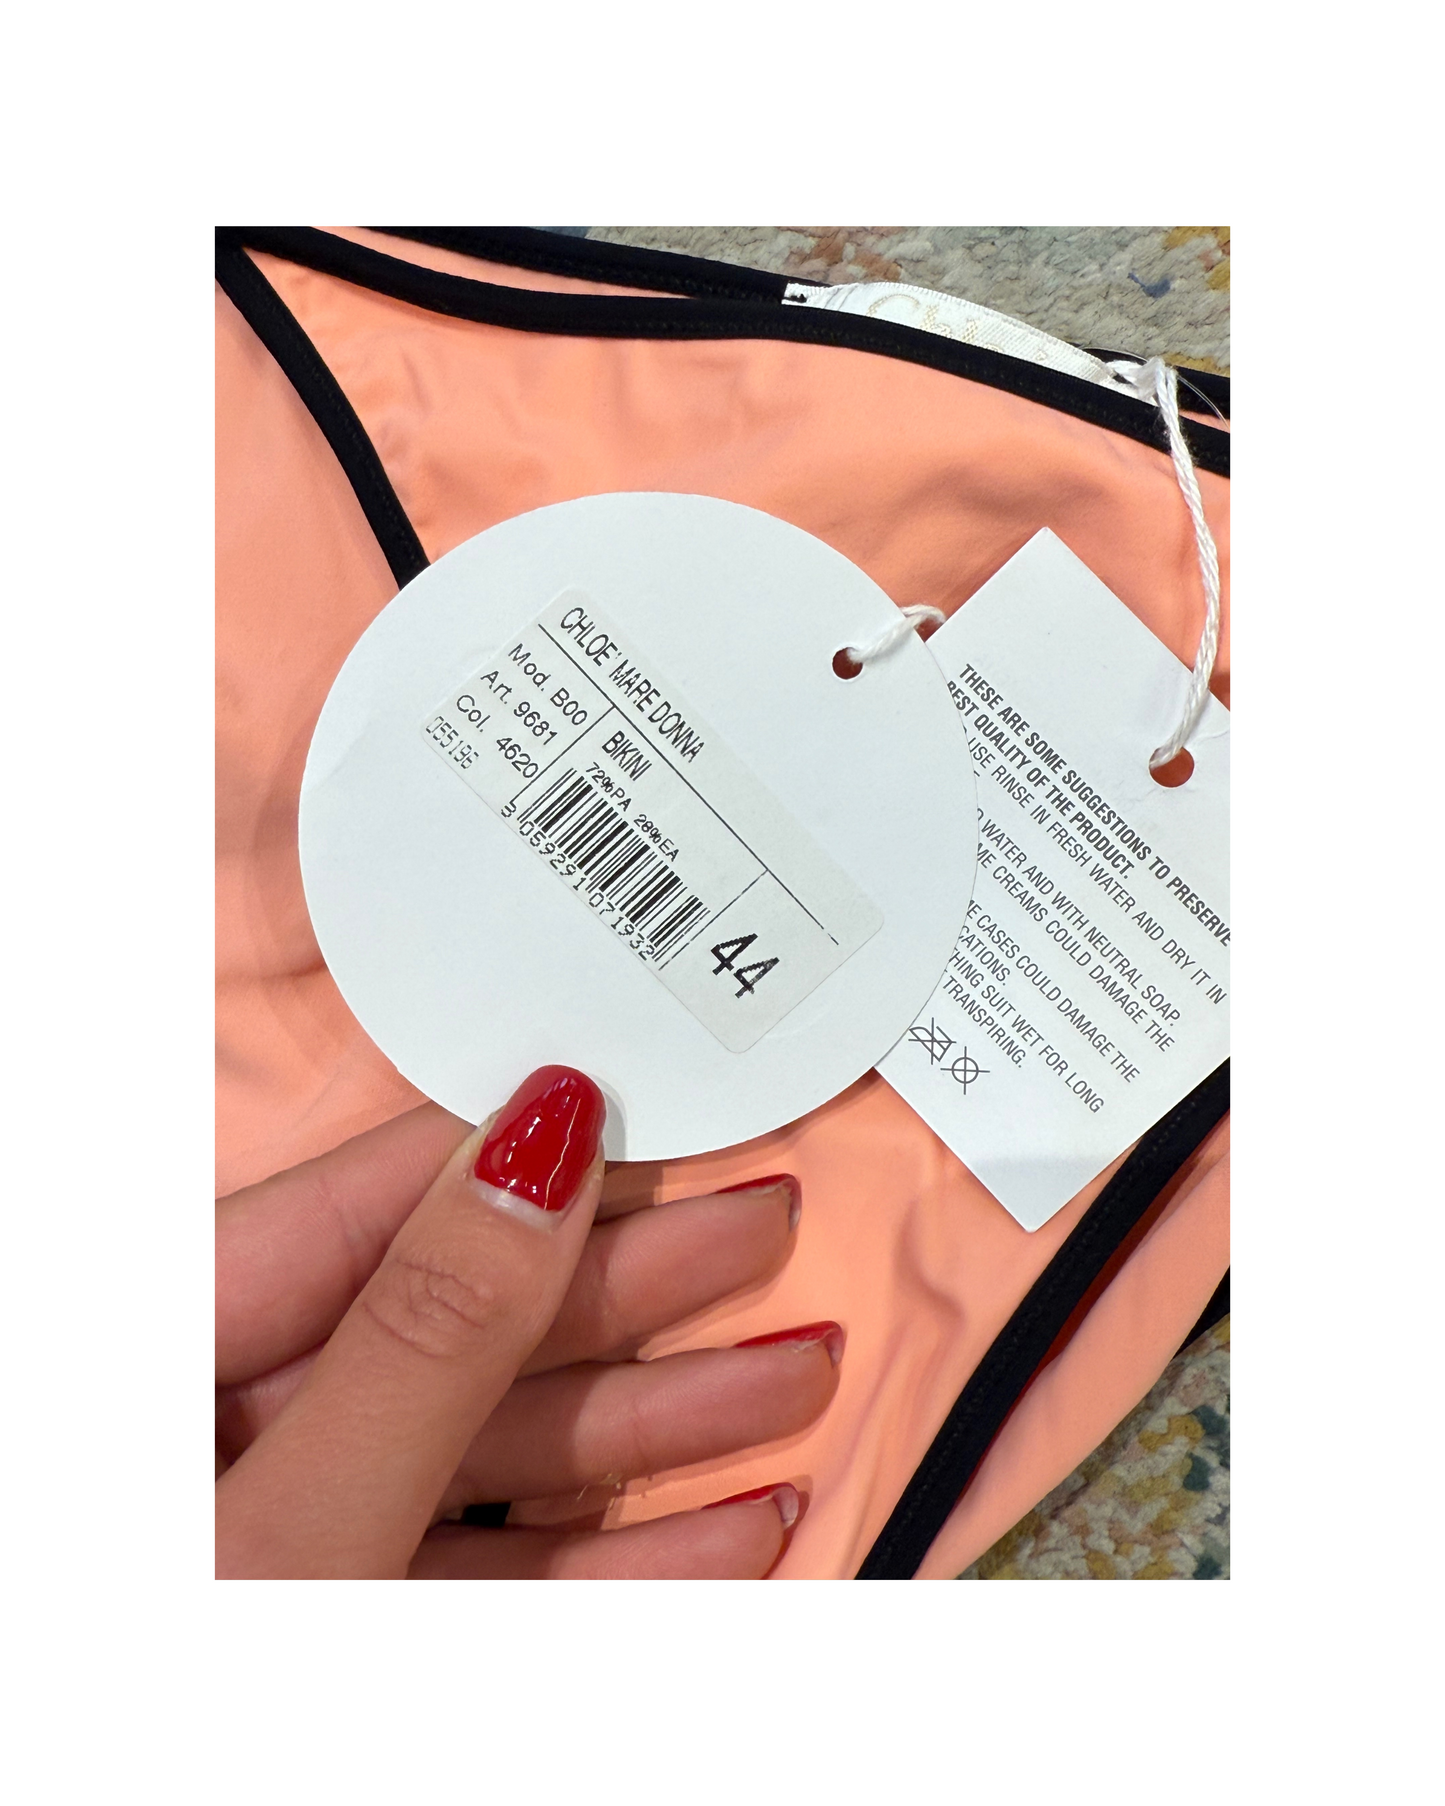 CHLOE' MARE DONNA
Mod. B00
Art. 9681
Col. 4620
055196
BIKINI
72%PA 28%EA
3 059291 071932
44
THESE ARE SOME SUGGESTIONS TO PRESERVE
BEST QUALITY OF THE PRODUCT.
USE RINSE IN FRESH WATER AND DRY IT IN
WATER AND WITH NEUTRAL SOAP.
CREAMS COULD DAMAGE THE
CASES COULD DAMAGE THE
SUIT WET FOR LONG
TRANSPIRING.